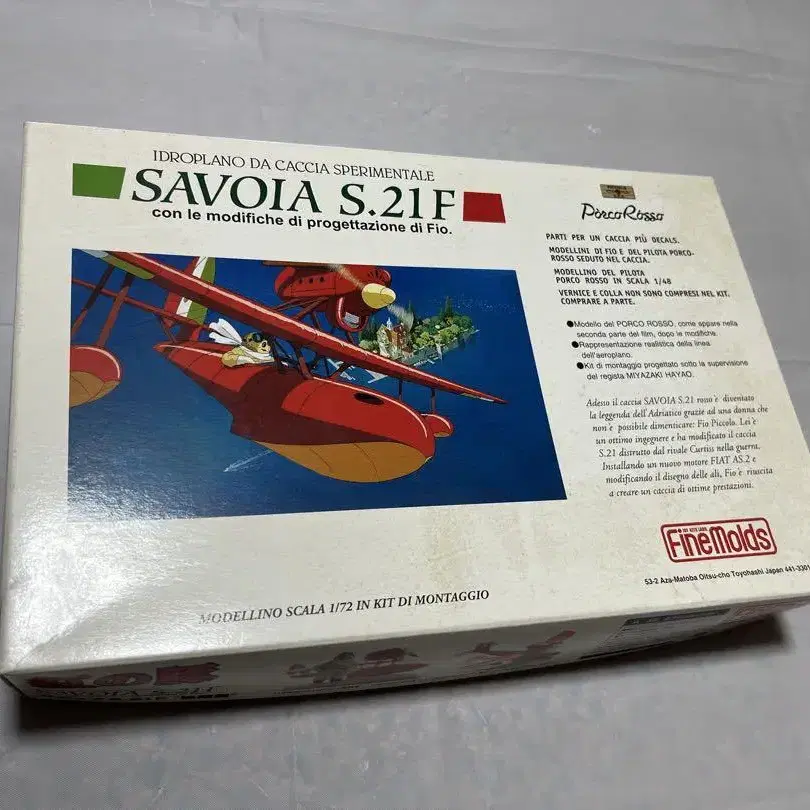 IDROPLANO DA CACCIA SPERIMENTALE
SAVOIA S.21F
con le modifiche di progettazione di Fio.
Porco Rosso
PARTI PER UN CACCIA PIÙ DECALS.
MODELLINI DI FIO E DEL PILOTA PORCO-
ROSSO SEDUTO NEL CACCIA.
MODELLINO DEL PILOTA
PORCO ROSSO IN SCALA 1/48
VERNICE E COLLA NON SONO COMPRESI NEL KIT.
COMPRARE A PARTE.
●Modello del PORCO ROSSO, come appare nella
seconda parte del film, dopo le modifiche.
●Rappresentazione realistica della linea
dell'aeroplano.
●Kit di montaggio progettato sotto la supervisione
del regista MIYAZAKI HAYAO.
Adesso il caccia SAVOIA S.21 rosso è diventato
la leggenda dell'Adriatico grazie ad una donna che
non è possibile dimenticare: Fio Piccolo. Lei è
un ottimo ingegnere e ha modificato il caccia
S.21 distrutto dal rivale Curtiss nella guerra.
Installando un nuovo motore FIAT AS.2 e
modificando il disegno delle ali, Fio è riuscita
a creare un caccia di ottime prestazioni.
FineMolds
53-2 Aza-Matoba Oitsu-cho Toyohashi Japan 441-3301
MODELLINO SCALA 1/72 IN KIT DI MONTAGGIO
SAVOIA S.21F